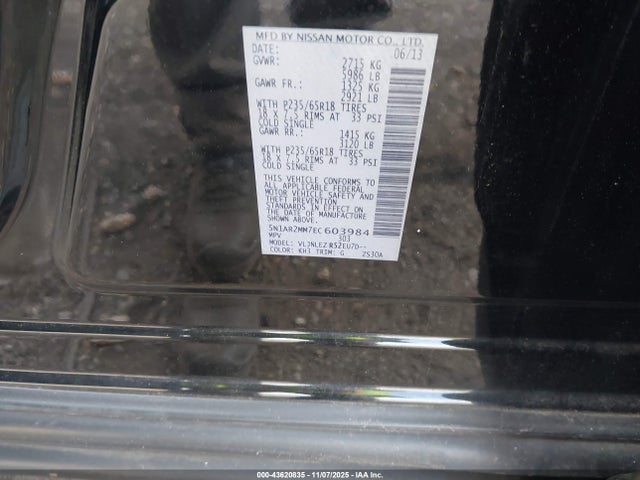 MFD BY NISSAN MOTOR CO., LTD.
DATE: 06/13
GVWR: 2715 KG
5986 LB
GAWR FR.: 1325 KG
2921 LB
WITH P235/65R18 TIRES
18 X 7.5 RIMS AT 33 PSI
COLD SINGLE
GAWR RR.: 1415 KG
3120 LB
WITH P235/65R18 TIRES
18 X 7.5 RIMS AT 33 PSI
COLD SINGLE
THIS VEHICLE CONFORMS TO
ALL APPLICABLE FEDERAL
MOTOR VEHICLE SAFETY AND
THEFT PREVENTION
STANDARDS IN EFFECT ON
THE DATE OF MANUFACTURE
SHOWN ABOVE.
5N1AR2MM7EC603984
MPV 303
MODEL: VLJNLEZ R52EU7D--
COLOR: KH3 TRIM: G ZS3DA
000-43620835 - 11/07/2025 - IAA Inc.